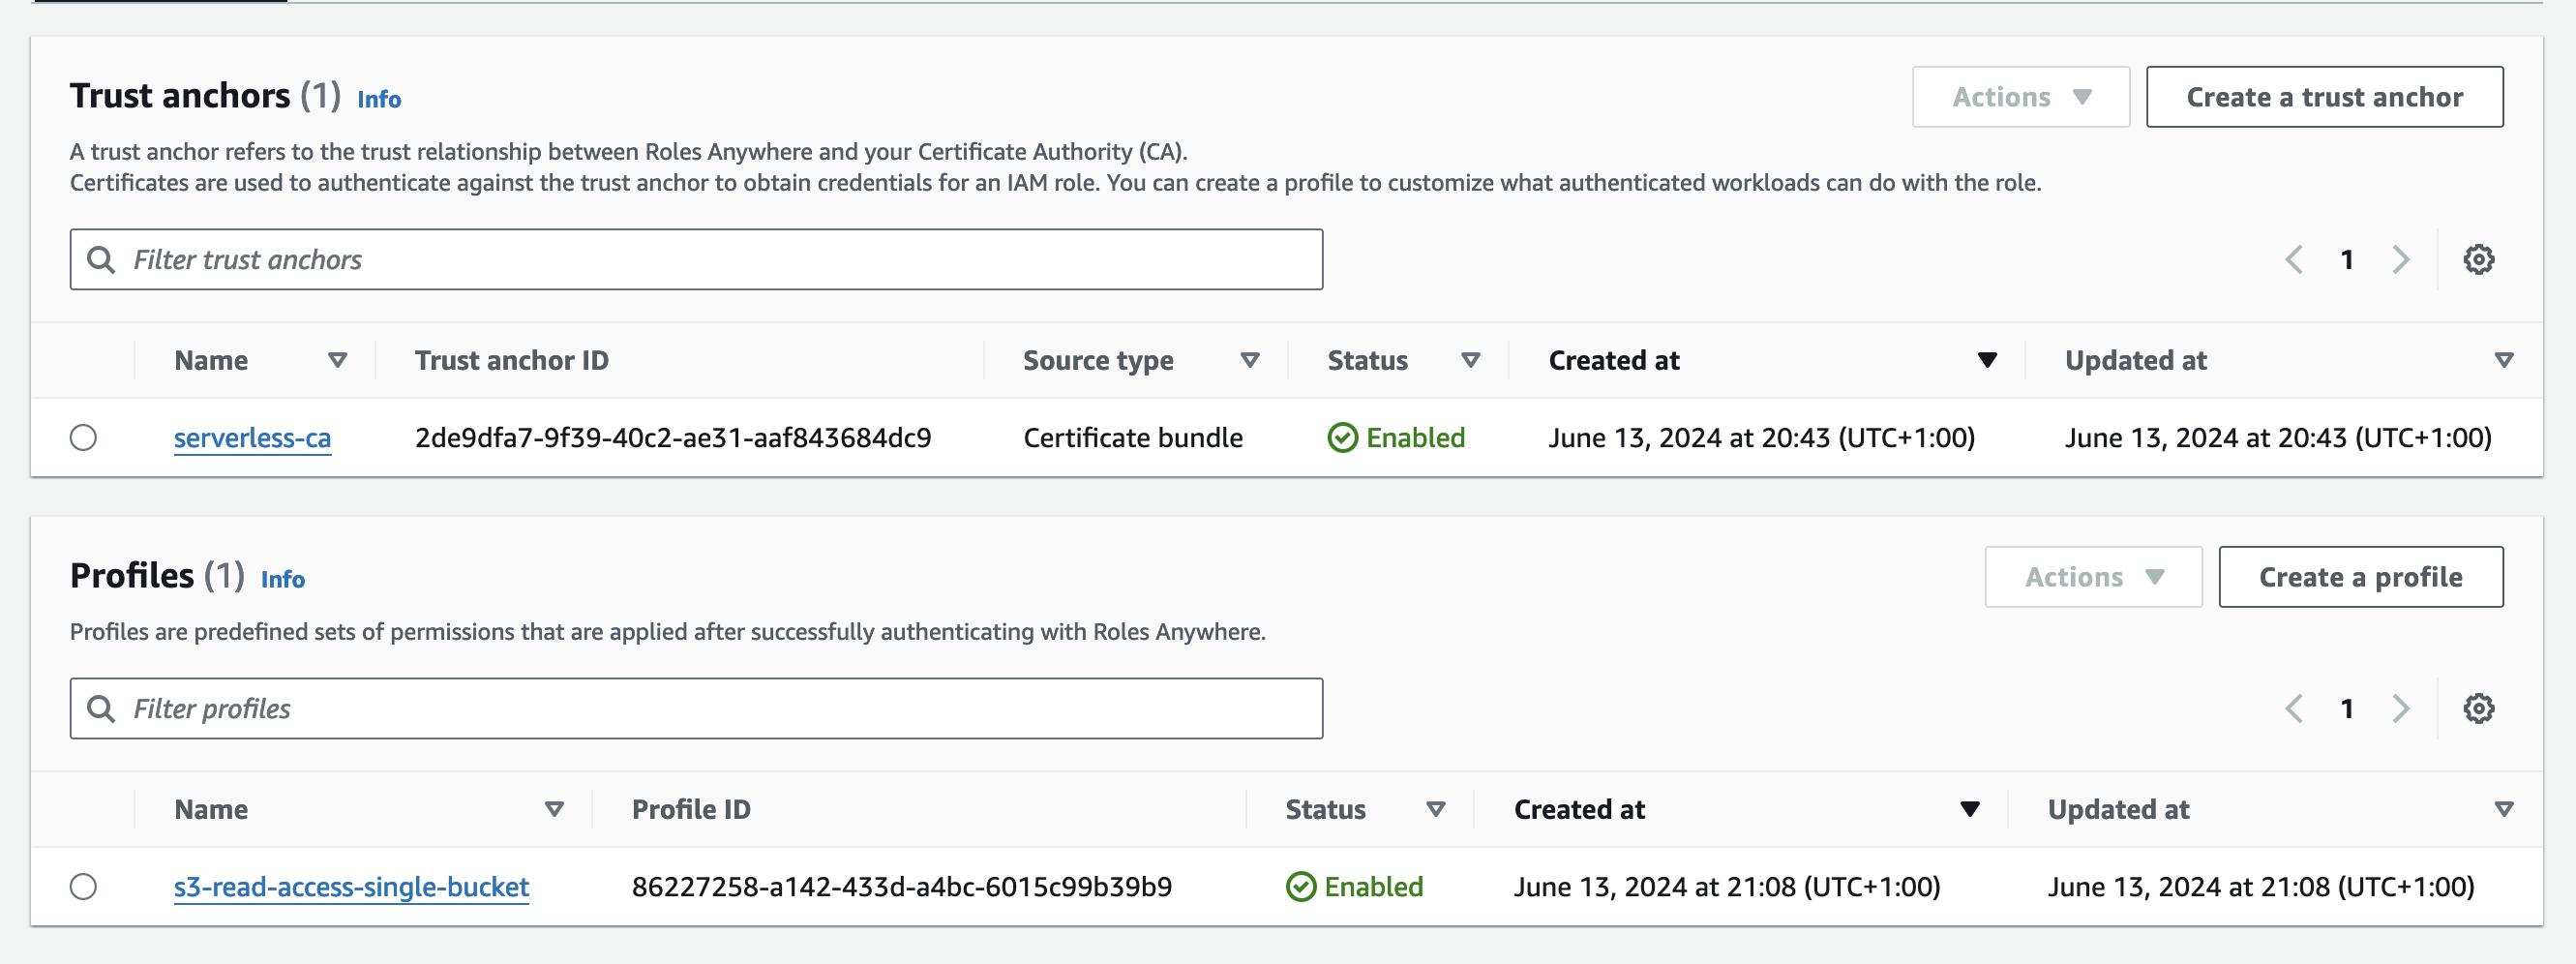 Trust anchors (1) Info
Actions
Create a trust anchor
A trust anchor refers to the trust relationship between Roles Anywhere and your Certificate Authority (CA).
Certificates are used to authenticate against the trust anchor to obtain credentials for an IAM role. You can create a profile to customize what authenticated workloads can do with the role.
Filter trust anchors
1
Name Trust anchor ID Source type Status Created at Updated at
serverless-ca 2de9dfa7-9f39-40c2-ae31-aaf843684dc9 Certificate bundle Enabled June 13, 2024 at 20:43 (UTC+1:00) June 13, 2024 at 20:43 (UTC+1:00)
Profiles (1) Info
Actions
Create a profile
Profiles are predefined sets of permissions that are applied after successfully authenticating with Roles Anywhere.
Filter profiles
1
Name Profile ID Status Created at Updated at
s3-read-access-single-bucket 86227258-a142-433d-a4bc-6015c99b39b9 Enabled June 13, 2024 at 21:08 (UTC+1:00) June 13, 2024 at 21:08 (UTC+1:00)